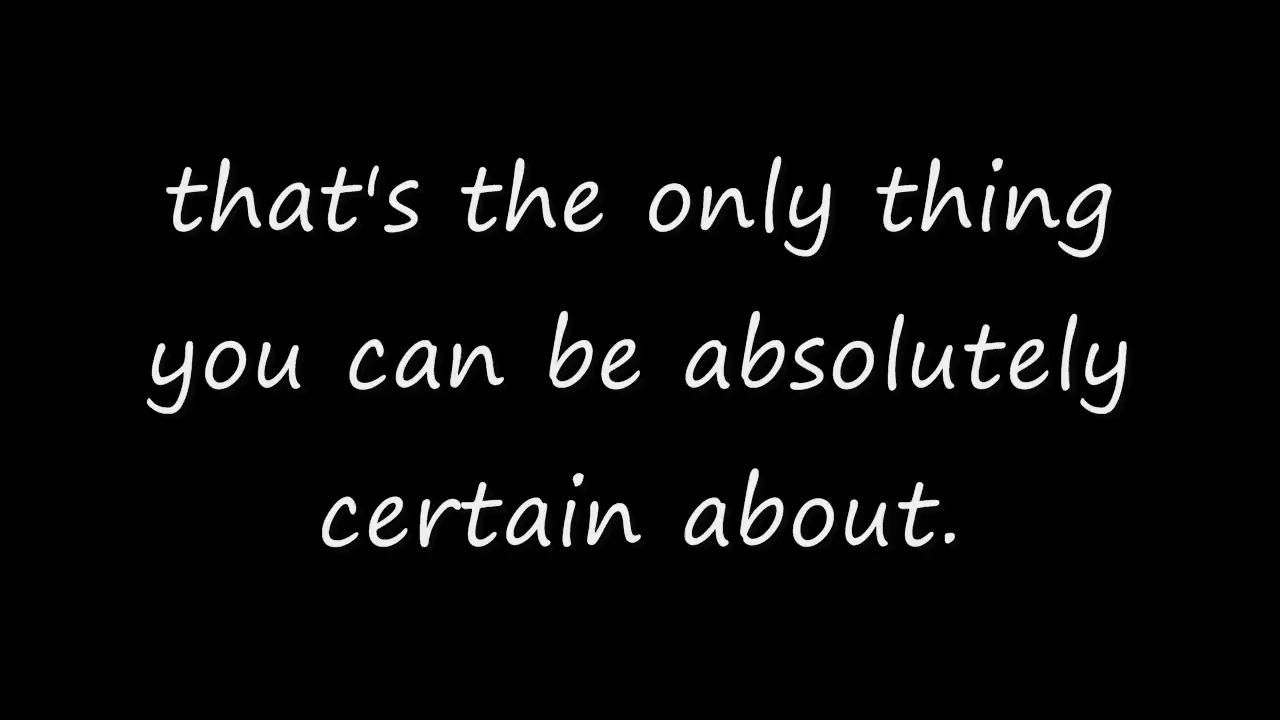 that's the only thing
you can be absolutely
certain about.